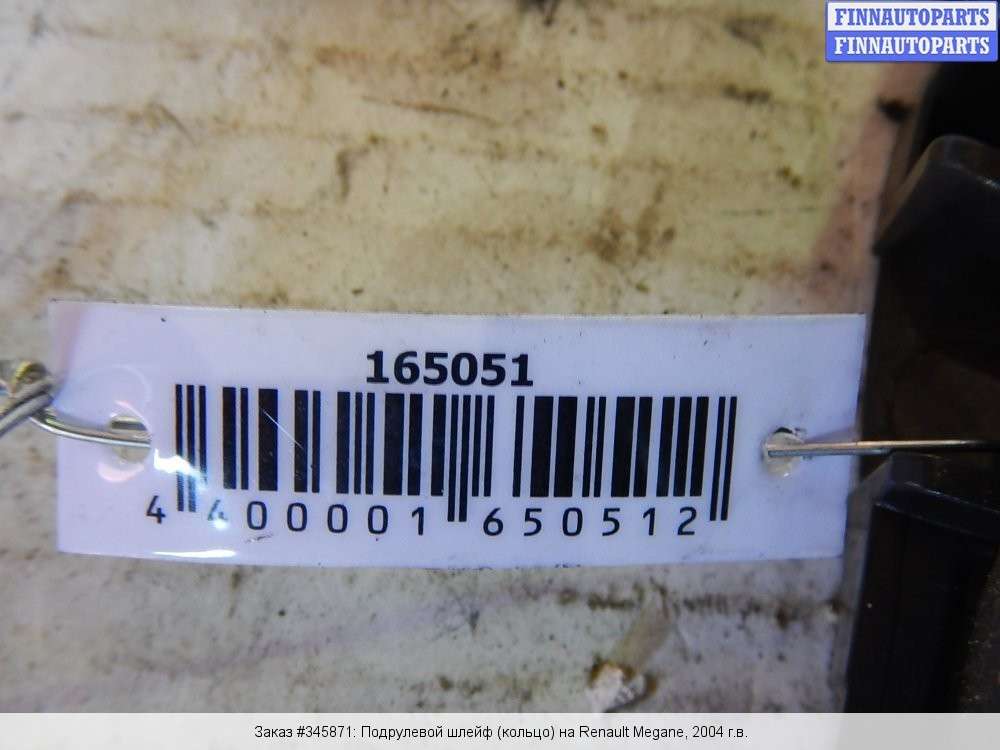 FINNAUTOPARTS
FINNAUTOPARTS
165051
4 400001 650512
Заказ #345871: Подрулевой шлейф (кольцо) на Renault Megane, 2004 г.в.